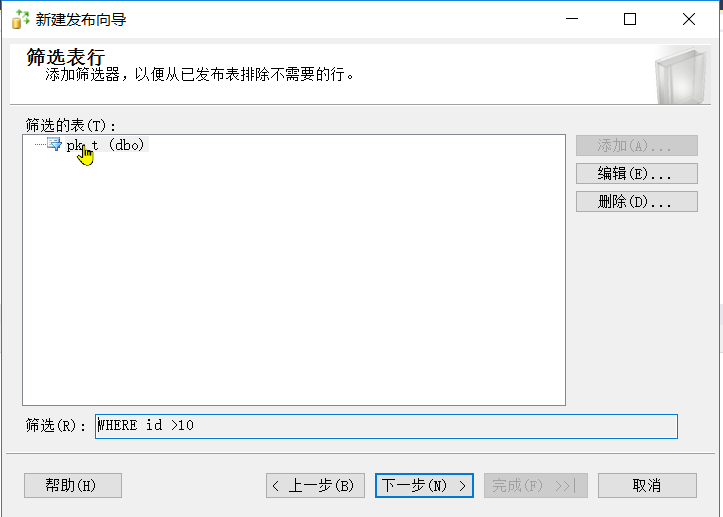 新建发布向导
筛选表行
添加筛选器，以便从已发布表排除不需要的行。
筛选的表(T)：
pk_t (dbo)
添加(A)...
编辑(E)...
删除(D)...
筛选(R)：
WHERE id >10
帮助(H)
< 上一步(B)
下一步(N) >
完成(F) >>|
取消